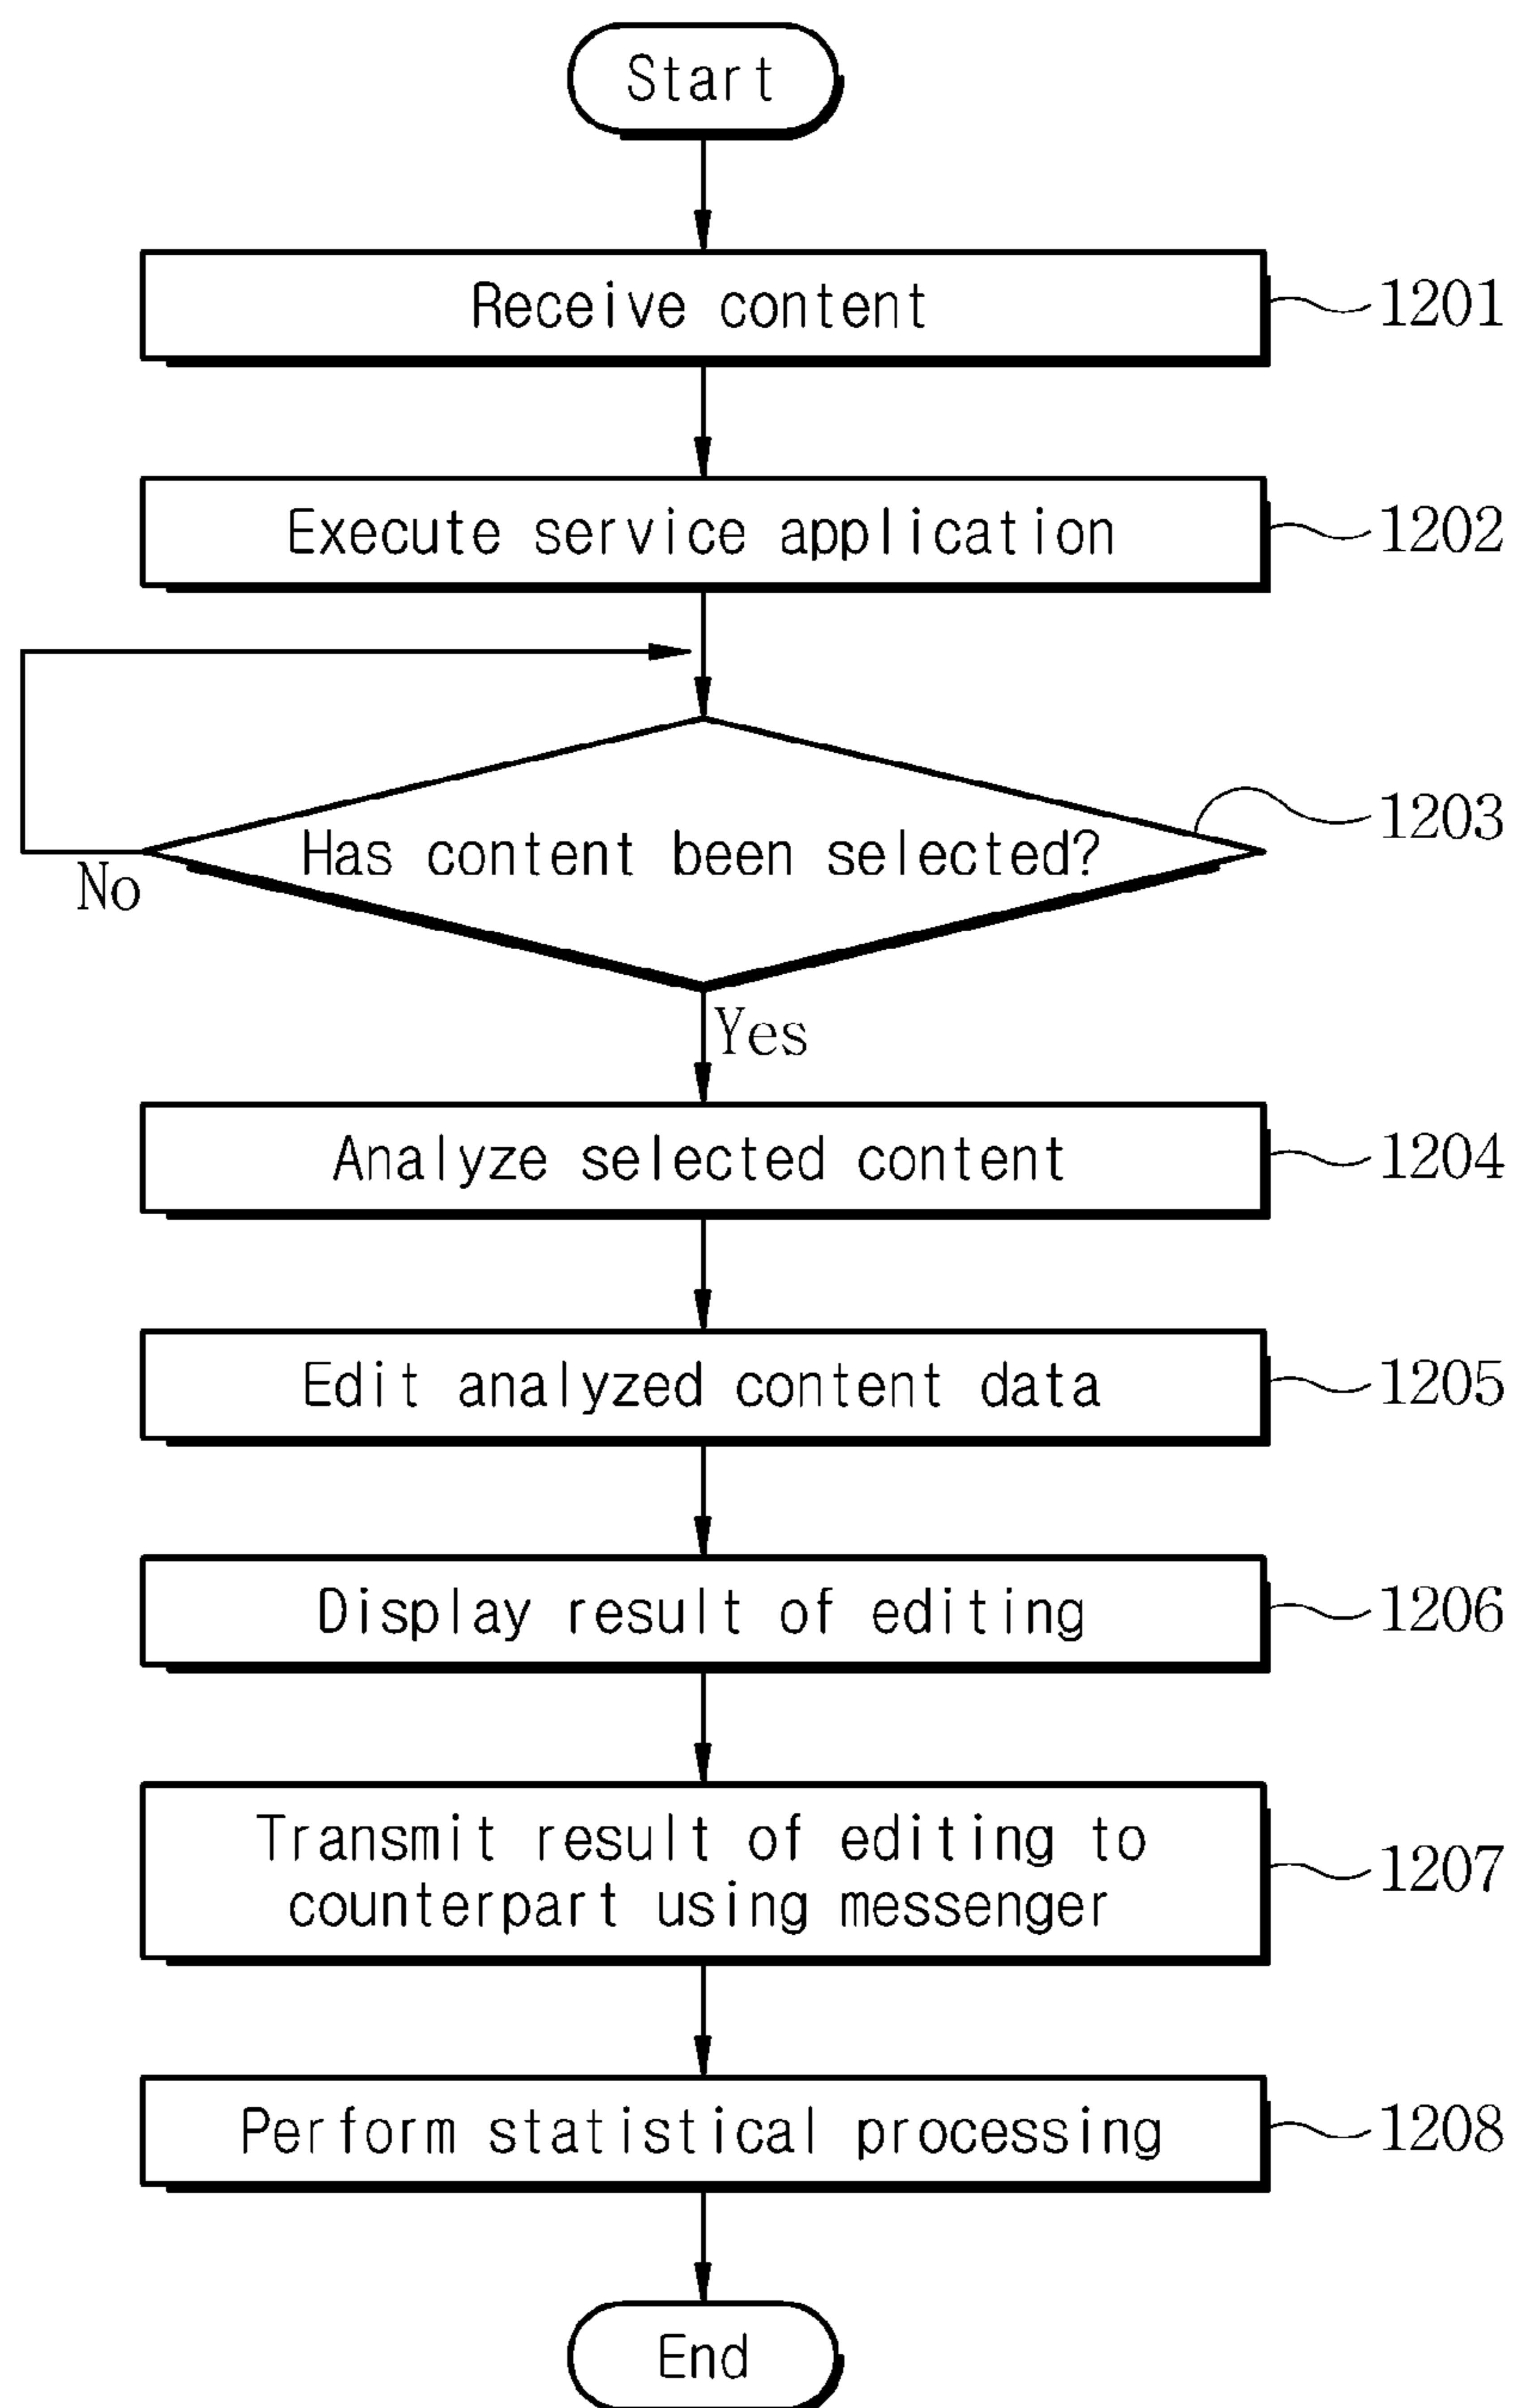 Start
Receive content
1201
Execute service application
1202
Has content been selected?
1203
No
Yes
Analyze selected content
1204
Edit analyzed content data
1205
Display result of editing
1206
Transmit result of editing to
counterpart using messenger
1207
Perform statistical processing
1208
End